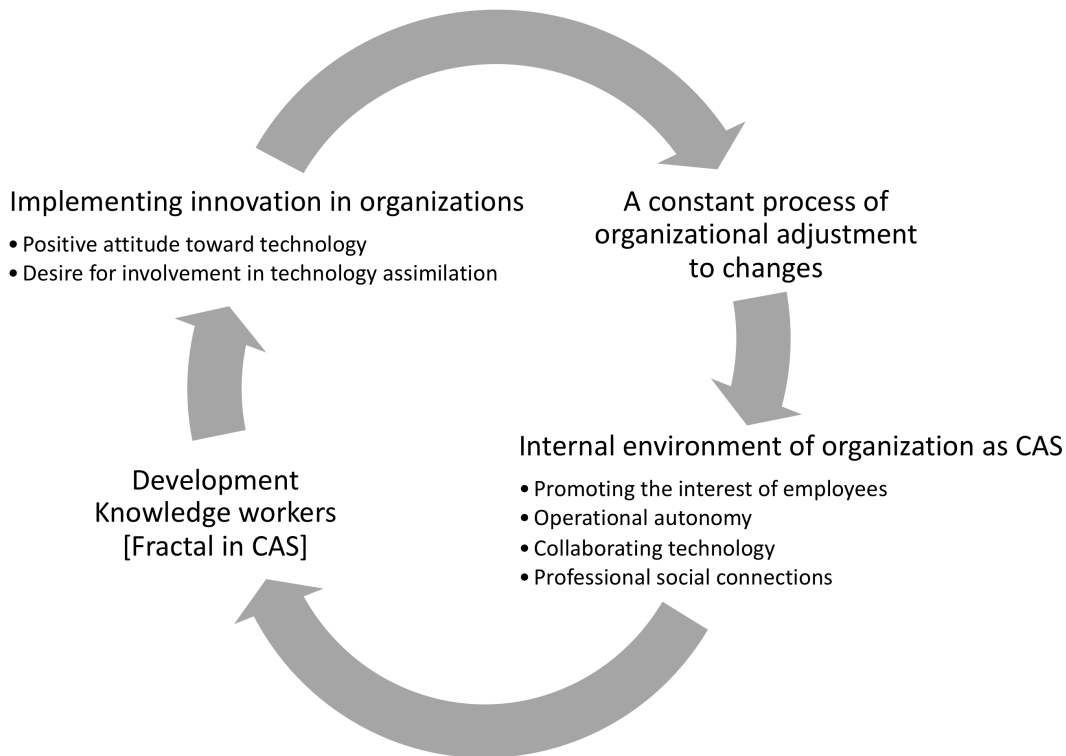 Implementing innovation in organizations
• Positive attitude toward technology
• Desire for involvement in technology assimilation
A constant process of
organizational adjustment
to changes
Internal environment of organization as CAS
• Promoting the interest of employees
• Operational autonomy
• Collaborating technology
• Professional social connections
Development
Knowledge workers
[Fractal in CAS]